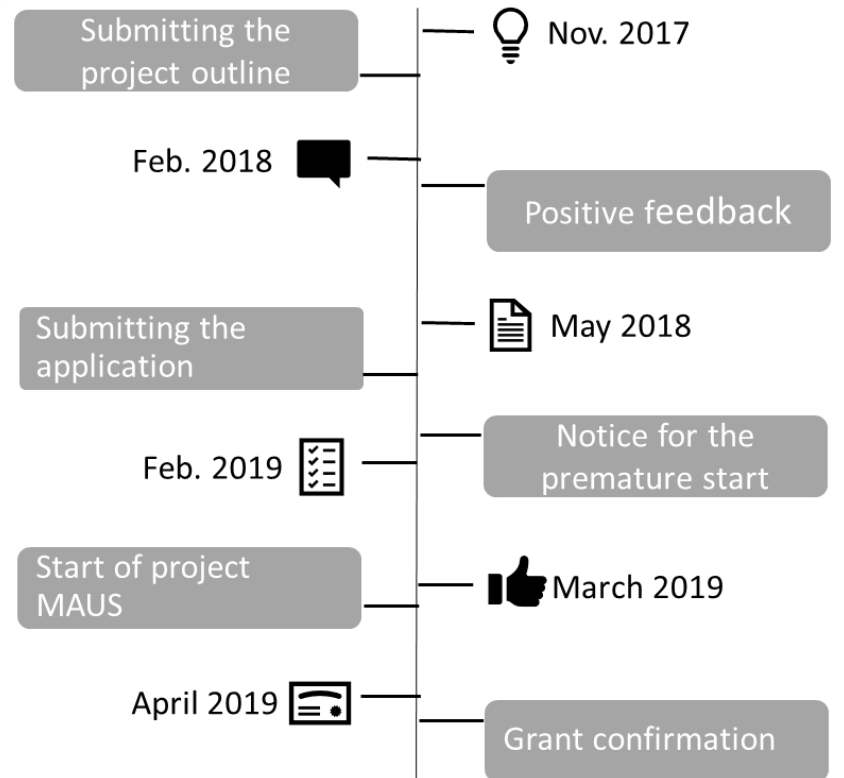 Submitting the
project outline
Nov. 2017
Feb. 2018
Positive feedback
Submitting the
application
May 2018
Notice for the
premature start
Feb. 2019
Start of project
MAUS
March 2019
April 2019
Grant confirmation